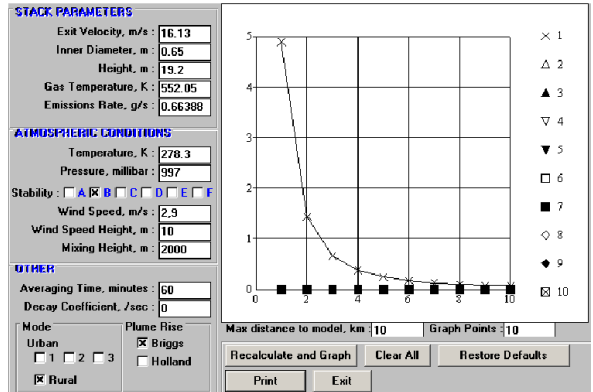 STACK PARAMETERS
Exit Velocity, m/s : 16.13
Inner Diameter, m : 0.65
Height, m : 19.2
Gas Temperature, K : 552.05
Emissions Rate, g/s : 0.66388
ATMOSPHERIC CONDITIONS
Temperature, K : 278.3
Pressure, millibar : 997
Stability : A B C D E F
Wind Speed, m/s : 2,9
Wind Speed Height, m : 10
Mixing Height, m : 2000
OTHER
Averaging Time, minutes : 60
Decay Coefficient, /sec : 0
Mode
Urban
1 2 3
Rural
Plume Rise
Briggs
Holland
5
4
3
2
1
0
0 2 4 6 8 10
1
2
3
4
5
6
7
8
9
10
Max distance to model, km : 10 Graph Points : 10
Recalculate and Graph Clear All Restore Defaults
Print Exit